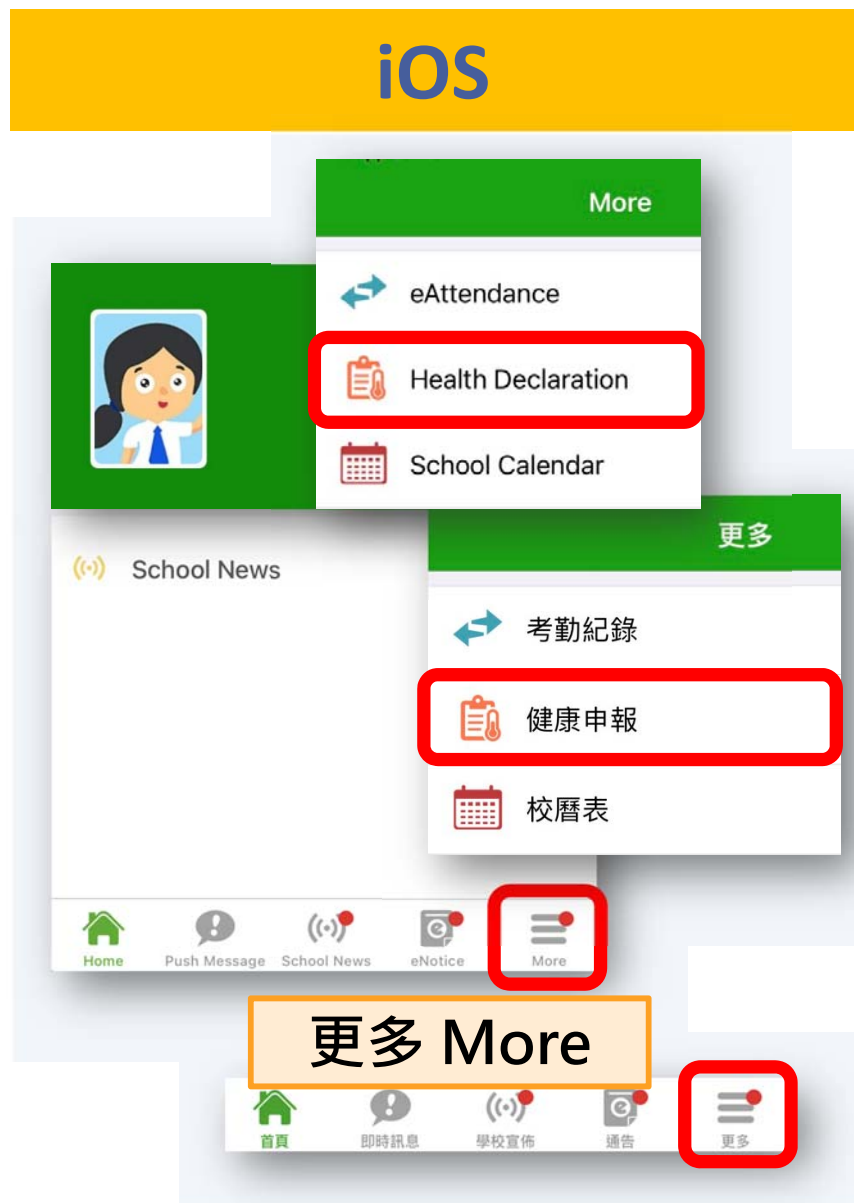 iOS
More
eAttendance
Health Declaration
School Calendar
School News
更多
考勤紀錄
健康申報
校曆表
Home
Push Message
School News
eNotice
More
更多 More
首頁
即時訊息
學校宣佈
通告
更多